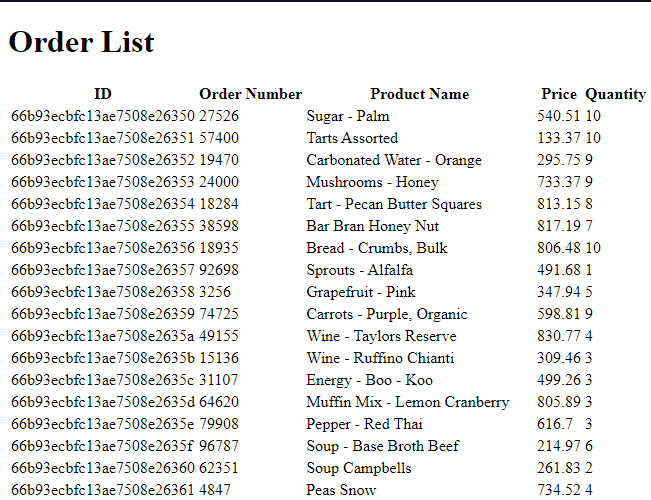 Order List
ID Order Number Product Name Price Quantity
66b93ecbfc13ae7508e26350 27526 Sugar - Palm 540.51 10
66b93ecbfc13ae7508e26351 57400 Tarts Assorted 133.37 10
66b93ecbfc13ae7508e26352 19470 Carbonated Water - Orange 295.75 9
66b93ecbfc13ae7508e26353 24000 Mushrooms - Honey 733.37 9
66b93ecbfc13ae7508e26354 18284 Tart - Pecan Butter Squares 813.15 8
66b93ecbfc13ae7508e26355 38598 Bar Bran Honey Nut 817.19 7
66b93ecbfc13ae7508e26356 18935 Bread - Crumbs, Bulk 806.48 10
66b93ecbfc13ae7508e26357 92698 Sprouts - Alfalfa 491.68 1
66b93ecbfc13ae7508e26358 3256 Grapefruit - Pink 347.94 5
66b93ecbfc13ae7508e26359 74725 Carrots - Purple, Organic 598.81 9
66b93ecbfc13ae7508e2635a 49155 Wine - Taylors Reserve 830.77 4
66b93ecbfc13ae7508e2635b 15136 Wine - Ruffino Chianti 309.46 3
66b93ecbfc13ae7508e2635c 31107 Energy - Boo - Koo 499.26 3
66b93ecbfc13ae7508e2635d 64620 Muffin Mix - Lemon Cranberry 805.89 3
66b93ecbfc13ae7508e2635e 79908 Pepper - Red Thai 616.7 3
66b93ecbfc13ae7508e2635f 96787 Soup - Base Broth Beef 214.97 6
66b93ecbfc13ae7508e26360 62351 Soup Campbells 261.83 2
66b93ecbfc13ae7508e26361 4847 Peas Snow 734.52 4